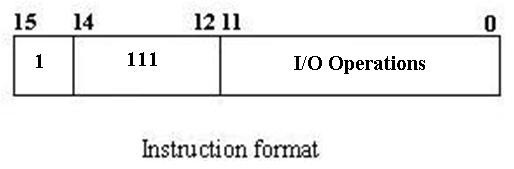 15 14 12 11 0
1 111 I/O Operations
Instruction format